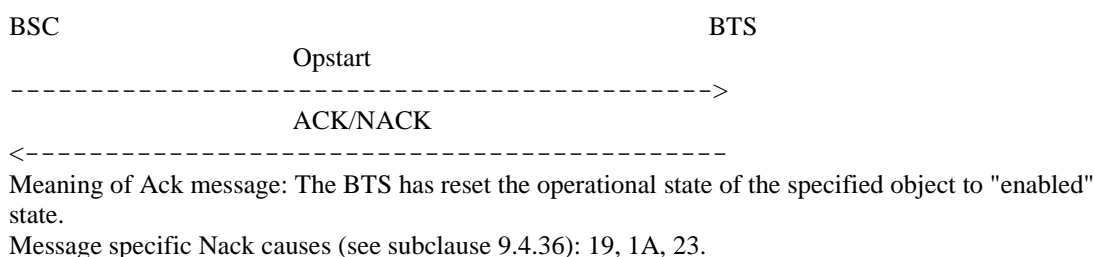 BSC BTS
Opstart
-------------------------------------------->
ACK/NACK
<--------------------------------------------
Meaning of Ack message: The BTS has reset the operational state of the specified object to "enabled"
state.
Message specific Nack causes (see subclause 9.4.36): 19, 1A, 23.